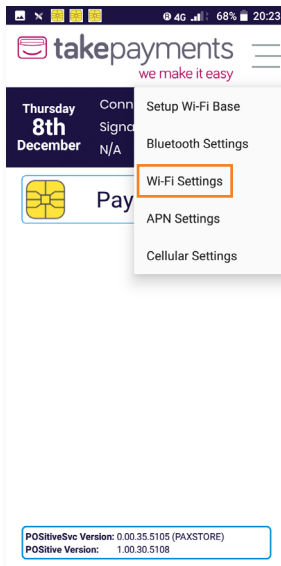 4G 68% 20:23
takepayments
we make it easy
Thursday
8th
December
Conn
Signa
N/A
Setup Wi-Fi Base
Bluetooth Settings
Wi-Fi Settings
APN Settings
Cellular Settings
Pay
POSitiveSvc Version: 0.00.35.5105 (PAXSTORE)
POSitive Version: 1.00.30.5108